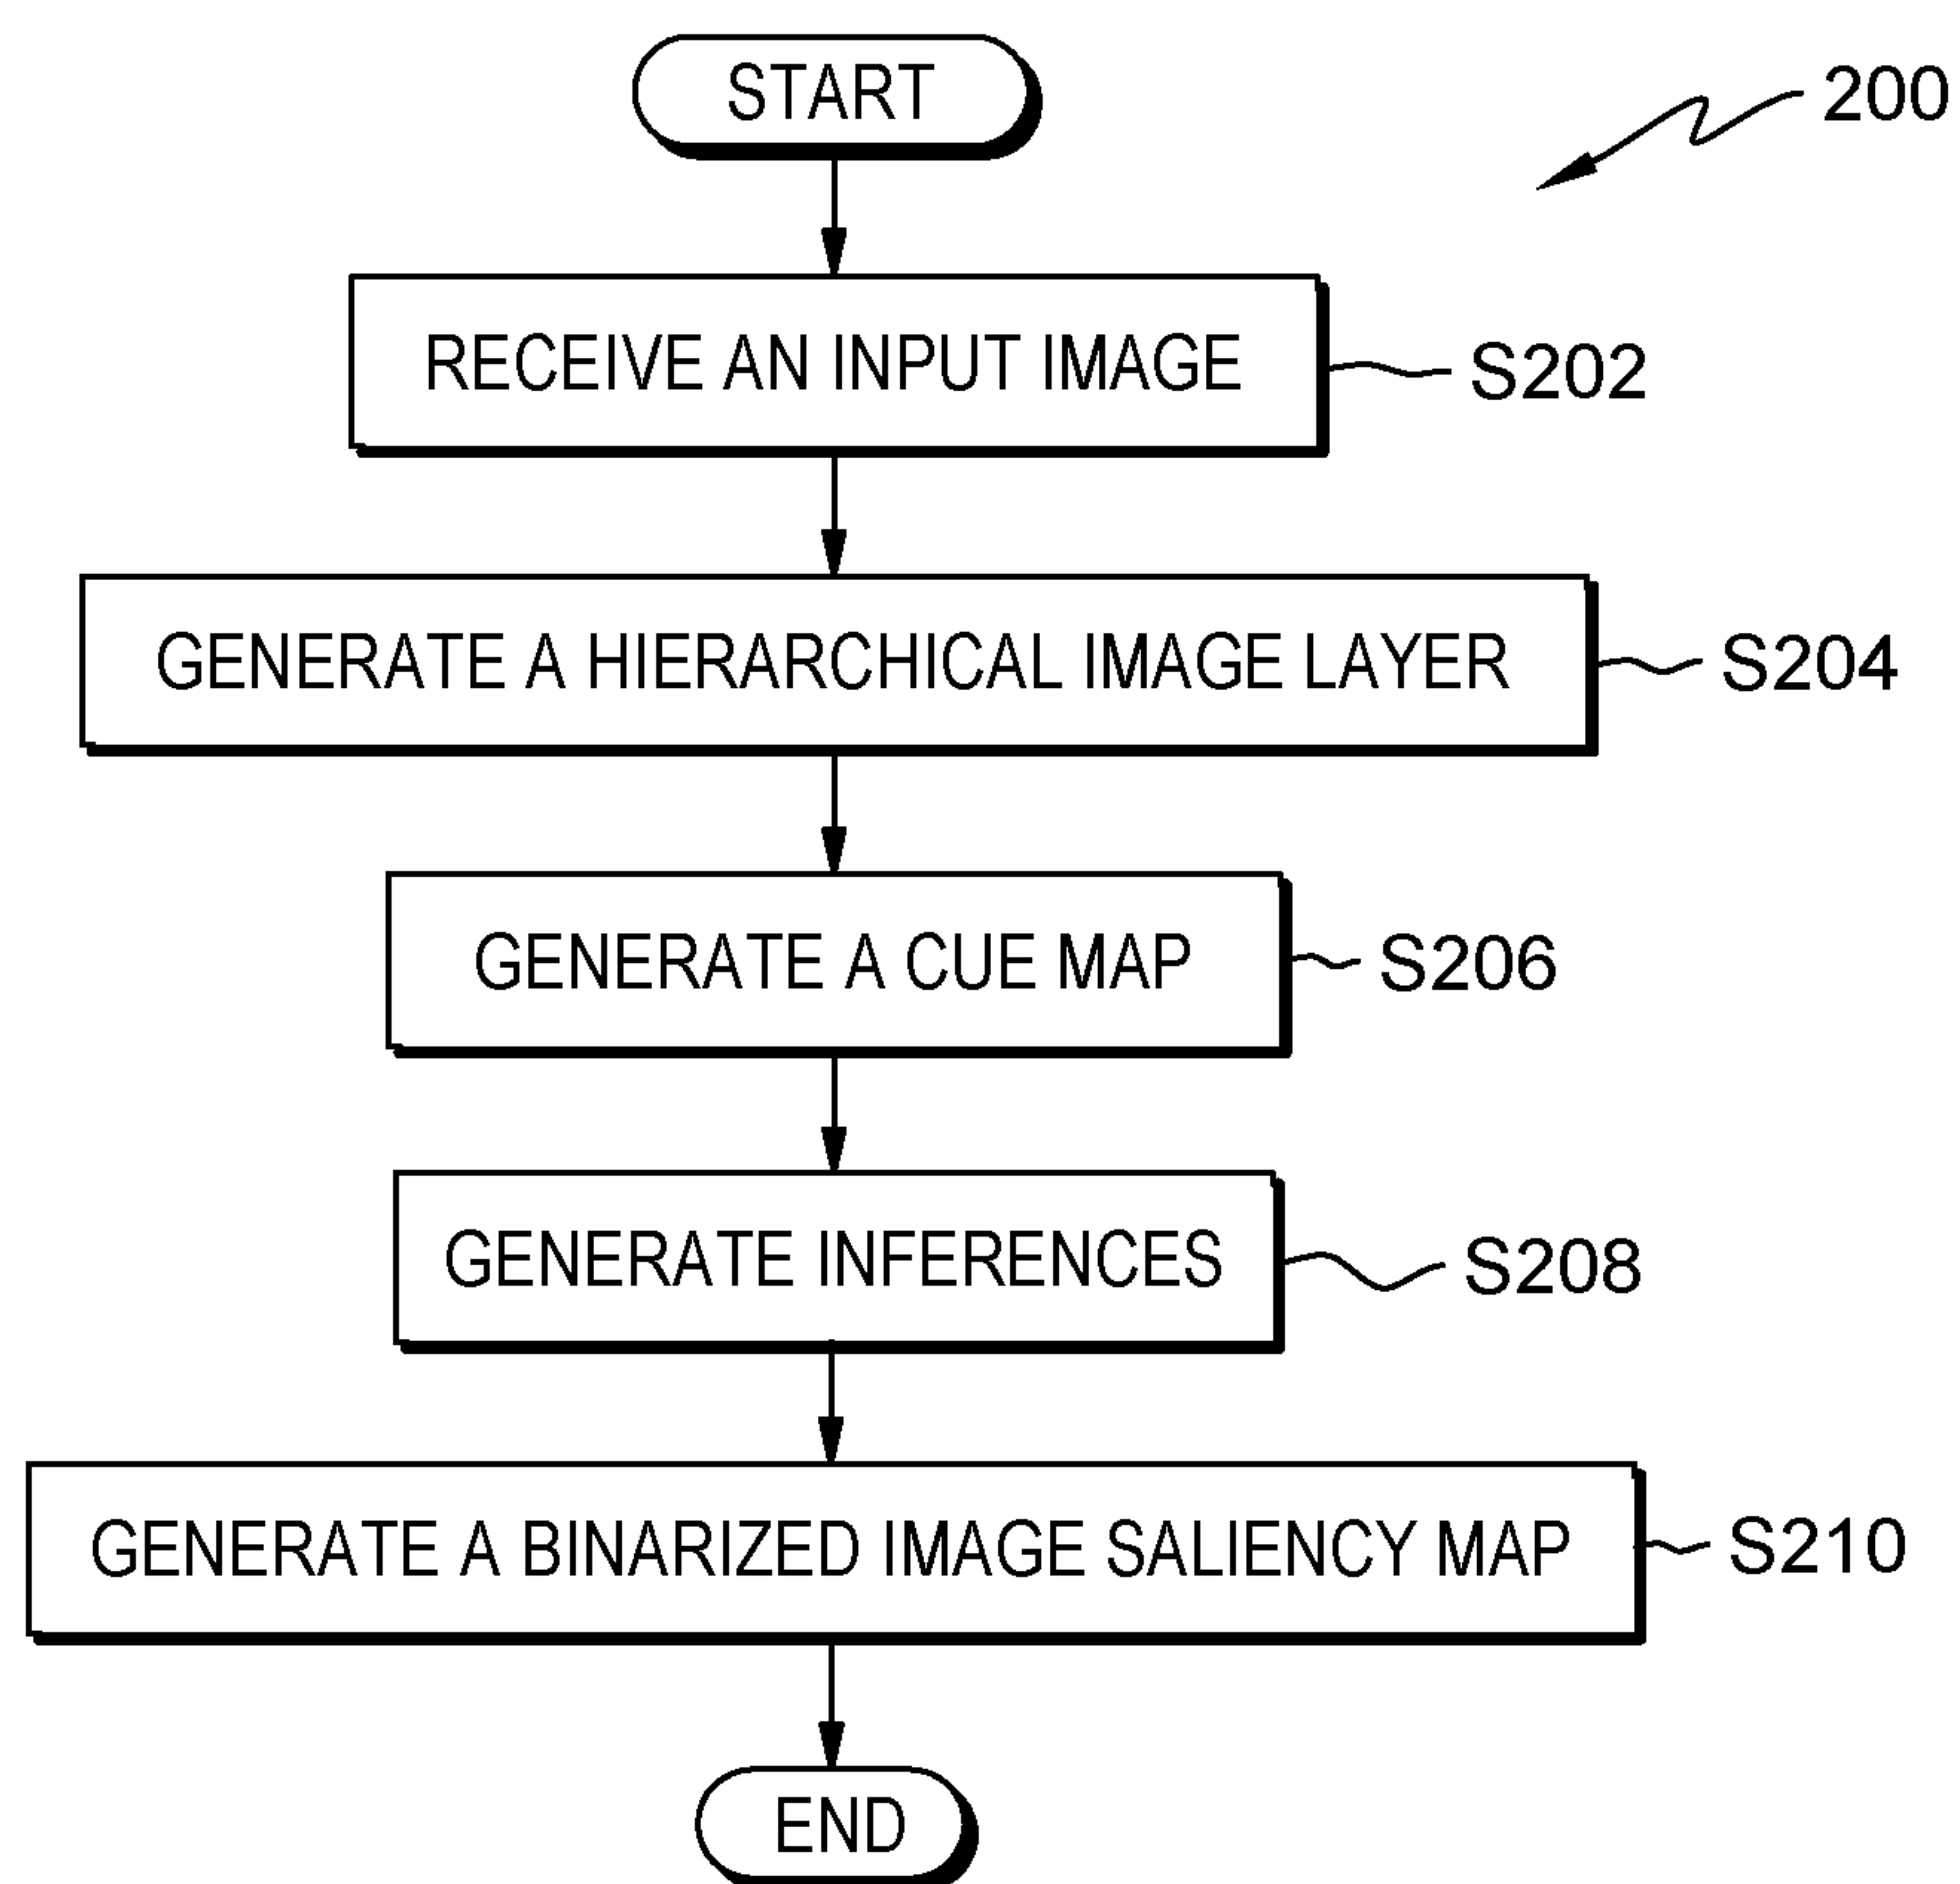 START
200
RECEIVE AN INPUT IMAGE
S202
GENERATE A HIERARCHICAL IMAGE LAYER
S204
GENERATE A CUE MAP
S206
GENERATE INFERENCES
S208
GENERATE A BINARIZED IMAGE SALIENCY MAP
S210
END